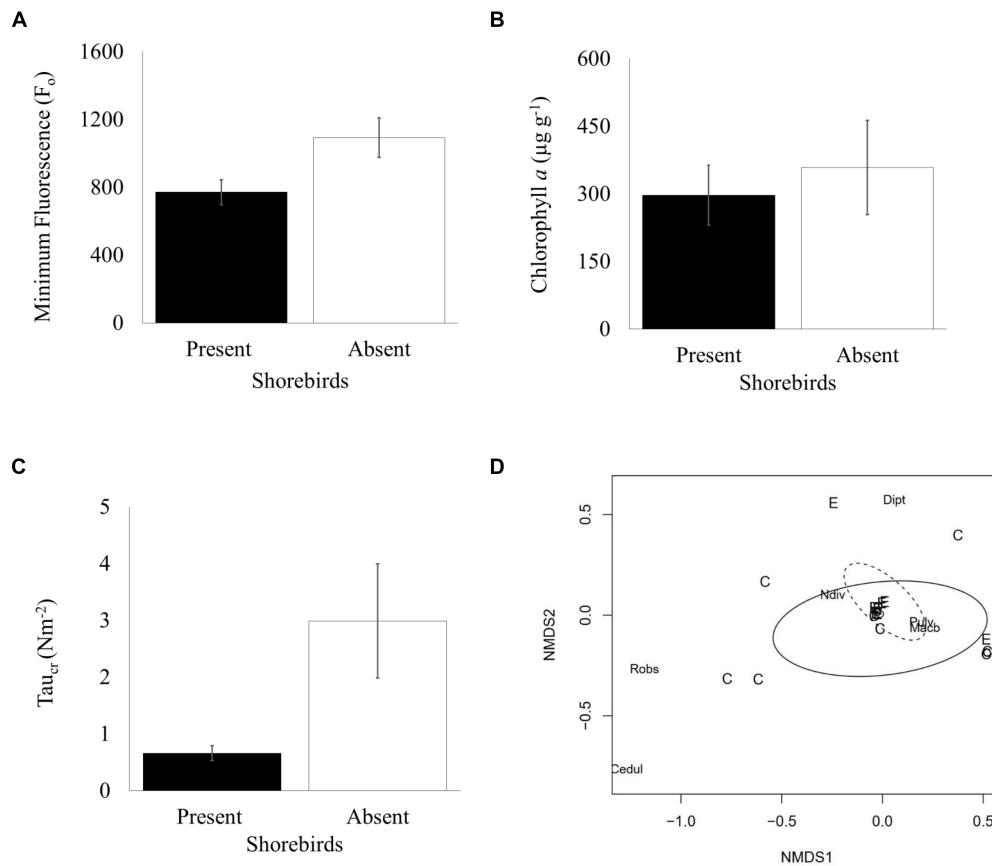 A
1600
1200
800
400
0
Minimum Fluorescence (Fo)
Present Absent
Shorebirds
B
600
450
300
150
0
Chlorophyll a (µg g-1)
Present Absent
Shorebirds
C
5
4
3
2
1
0
Taucr (Nm-2)
Present Absent
Shorebirds
D
0.5
0.0
−0.5
NMDS2
E
Dipt
C
C
Ndiv
Pulv
Macb
C
E
Robs
C C
Cedul
−1.0 −0.5 0.0 0.5
NMDS1